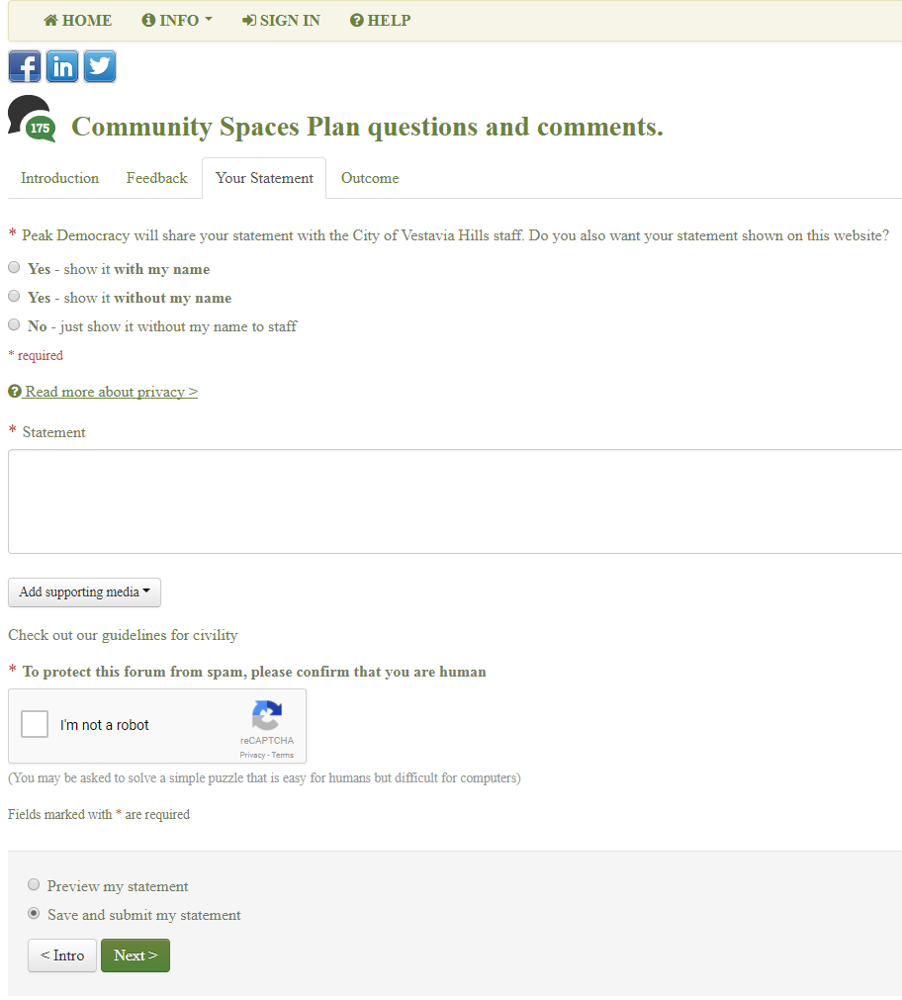 HOME INFO SIGN IN HELP
f in
175
Community Spaces Plan questions and comments.
Introduction Feedback Your Statement Outcome
* Peak Democracy will share your statement with the City of Vestavia Hills staff. Do you also want your statement shown on this website?
Yes - show it with my name
Yes - show it without my name
No - just show it without my name to staff
* required
? Read more about privacy >
* Statement
Add supporting media
Check out our guidelines for civility
* To protect this forum from spam, please confirm that you are human
I'm not a robot
reCAPTCHA
Privacy - Terms
(You may be asked to solve a simple puzzle that is easy for humans but difficult for computers)
Fields marked with * are required
Preview my statement
Save and submit my statement
< Intro Next >